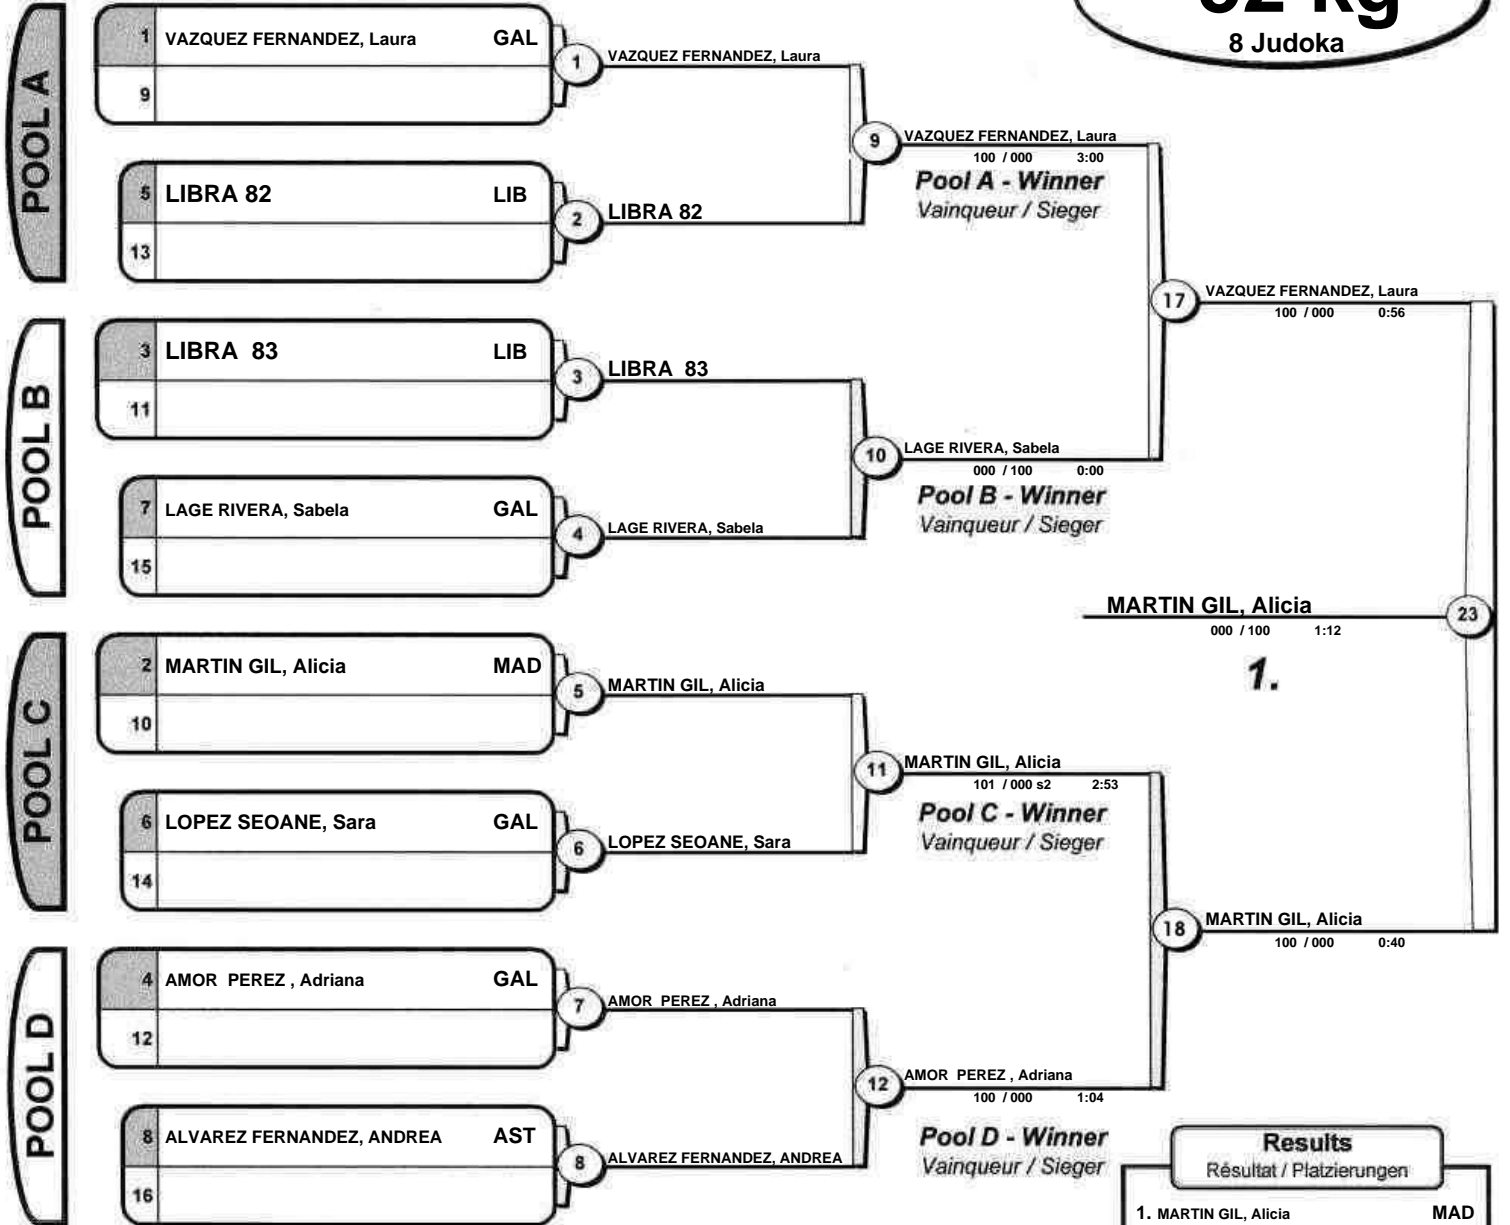 8 Judoka
POOL A
1 VAZQUEZ FERNANDEZ, Laura GAL
9
1 VAZQUEZ FERNANDEZ, Laura
5 LIBRA 82 LIB
13
2 LIBRA 82
9 VAZQUEZ FERNANDEZ, Laura
100 / 000 3:00
Pool A - Winner
Vainqueur / Sieger
POOL B
3 LIBRA 83 LIB
11
3 LIBRA 83
7 LAGE RIVERA, Sabela GAL
15
4 LAGE RIVERA, Sabela
10 LAGE RIVERA, Sabela
000 / 100 0:00
Pool B - Winner
Vainqueur / Sieger
17 VAZQUEZ FERNANDEZ, Laura
100 / 000 0:56
MARTIN GIL, Alicia 23
000 / 100 1:12
1.
POOL C
2 MARTIN GIL, Alicia MAD
10
5 MARTIN GIL, Alicia
6 LOPEZ SEOANE, Sara GAL
14
6 LOPEZ SEOANE, Sara
11 MARTIN GIL, Alicia
101 / 000 s2 2:53
Pool C - Winner
Vainqueur / Sieger
18 MARTIN GIL, Alicia
100 / 000 0:40
POOL D
4 AMOR PEREZ , Adriana GAL
12
7 AMOR PEREZ , Adriana
8 ALVAREZ FERNANDEZ, ANDREA AST
16
8 ALVAREZ FERNANDEZ, ANDREA
12 AMOR PEREZ , Adriana
100 / 000 1:04
Pool D - Winner
Vainqueur / Sieger
Results
Résultat / Platzierungen
1. MARTIN GIL, Alicia MAD